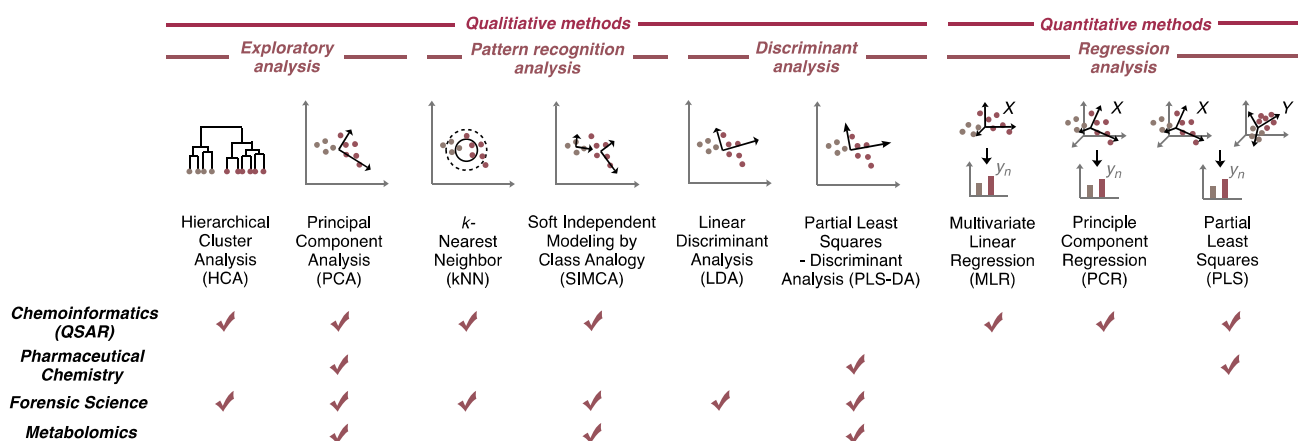 Qualitiative methods
Quantitative methods
Exploratory
analysis
Pattern recognition
analysis
Discriminant
analysis
Regression
analysis
X
X
X
Y
yn
yn
yn
Hierarchical
Cluster
Analysis
(HCA)
Principal
Component
Analysis
(PCA)
k-
Nearest
Neighbor
(kNN)
Soft Independent
Modeling by
Class Analogy
(SIMCA)
Linear
Discriminant
Analysis
(LDA)
Partial Least
Squares
- Discriminant
Analysis (PLS-DA)
Multivariate
Linear
Regression
(MLR)
Principle
Component
Regression
(PCR)
Partial
Least
Squares
(PLS)
Chemoinformatics
(QSAR)
Pharmaceutical
Chemistry
Forensic Science
Metabolomics